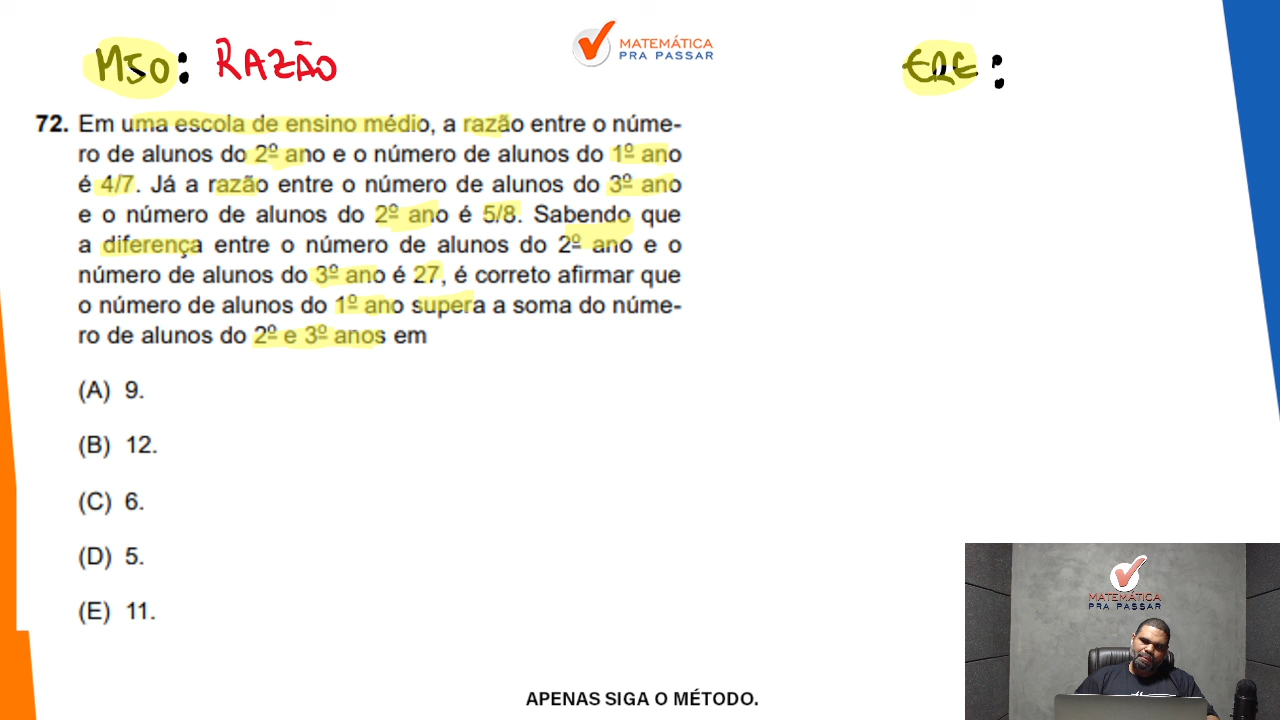 MJO: RAZÃO
MATEMÁTICA
PRA PASSAR
72. Em uma escola de ensino médio, a razão entre o núme-
ro de alunos do 2º ano e o número de alunos do 1º ano
é 4/7. Já a razão entre o número de alunos do 3º ano
e o número de alunos do 2º ano é 5/8. Sabendo que
a diferença entre o número de alunos do 2º ano e o
número de alunos do 3º ano é 27, é correto afirmar que
o número de alunos do 1º ano supera a soma do núme-
ro de alunos do 2º e 3º anos em
(A) 9.
(B) 12.
(C) 6.
(D) 5.
(E) 11.
MATEMÁTICA
PRA PASSAR
APENAS SIGA O MÉTODO.